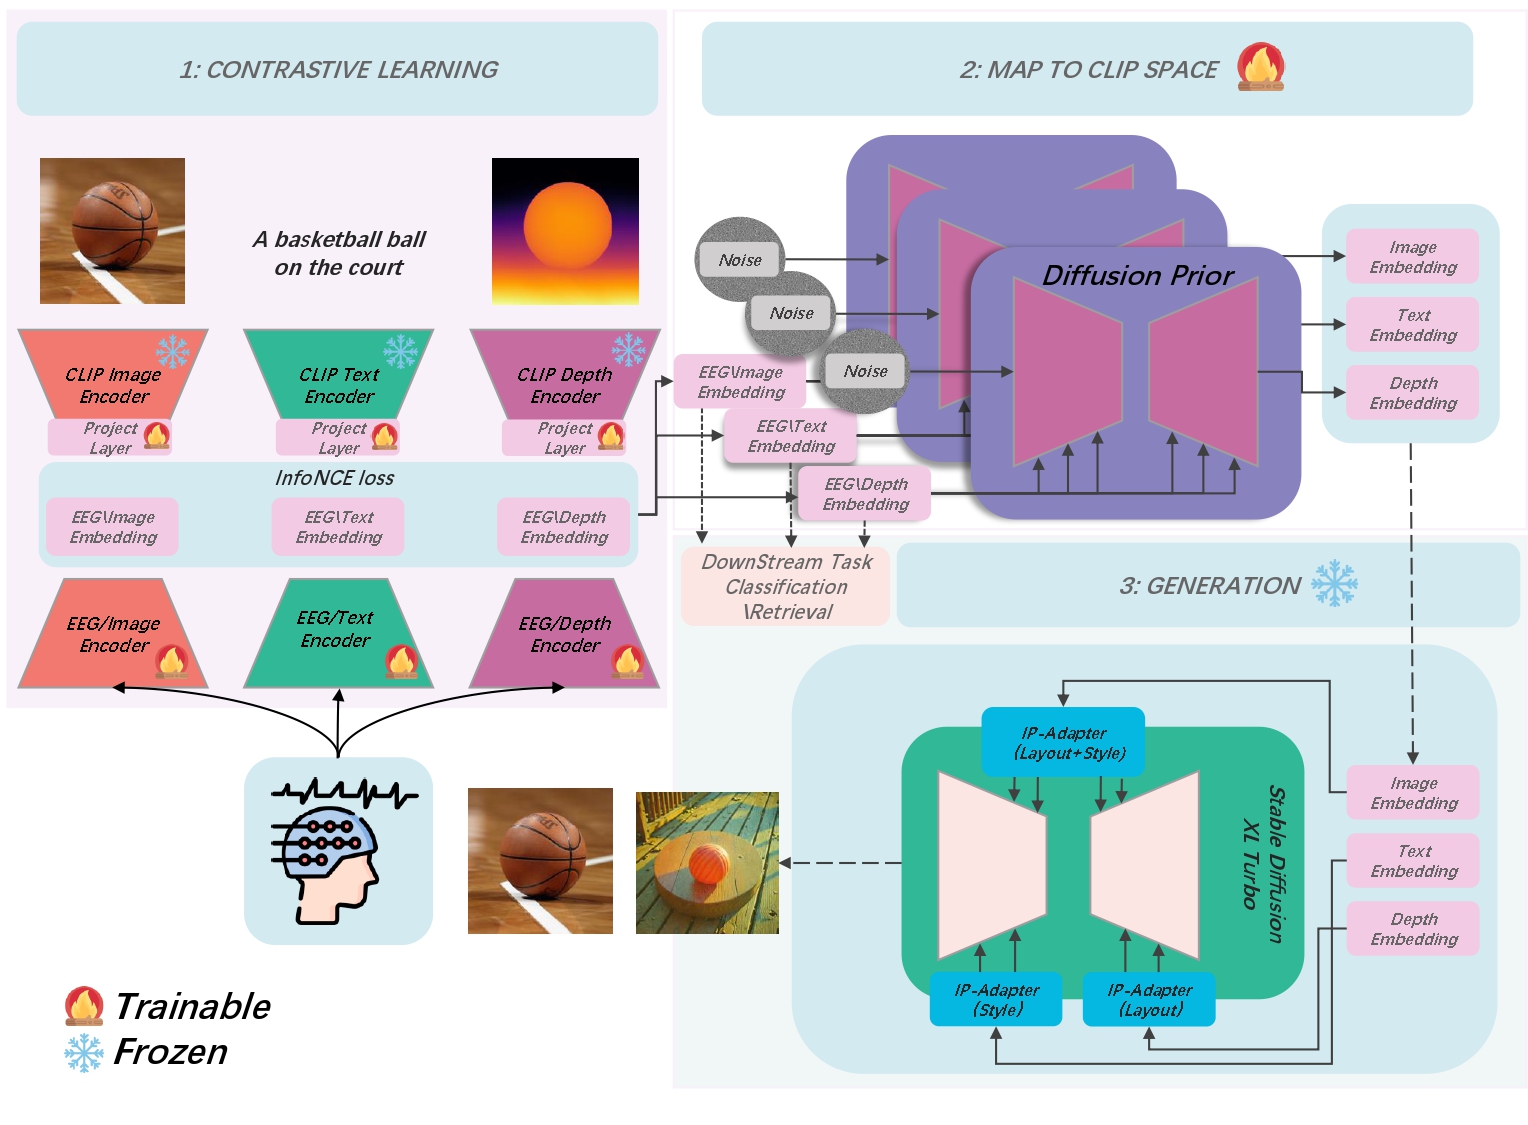 1: CONTRASTIVE LEARNING
A basketball ball
on the court
CLIP Image
Encoder
CLIP Text
Encoder
CLIP Depth
Encoder
Project
Layer
Project
Layer
Project
Layer
InfoNCE loss
EEG\Image
Embedding
EEG\Text
Embedding
EEG\Depth
Embedding
EEG/Image
Encoder
EEG/Text
Encoder
EEG/Depth
Encoder
Trainable
Frozen
2: MAP TO CLIP SPACE
Noise
Noise
Noise
EEG\Image
Embedding
EEG\Text
Embedding
EEG\Depth
Embedding
Diffusion Prior
Image
Embedding
Text
Embedding
Depth
Embedding
DownStream Task
Classification
\Retrieval
3: GENERATION
IP-Adapter
(Layout+Style)
Stable Diffusion
XL Turbo
IP-Adapter
(Style)
IP-Adapter
(Layout)
Image
Embedding
Text
Embedding
Depth
Embedding